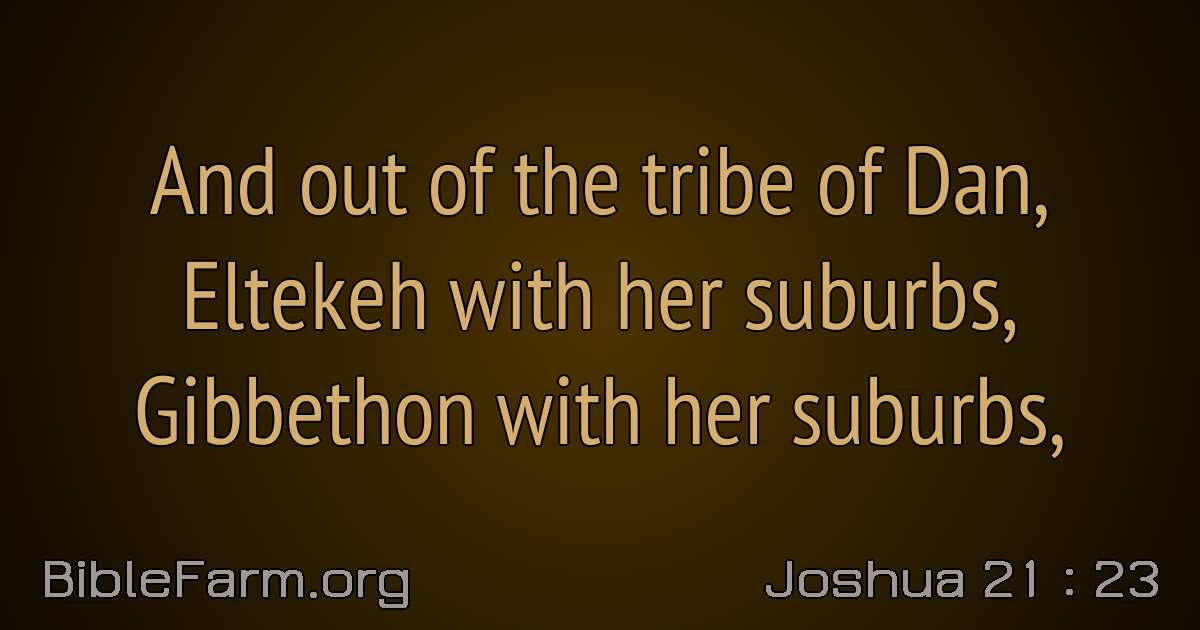 And out of the tribe of Dan,
Eltekeh with her suburbs,
Gibbethon with her suburbs,
BibleFarm.org
Joshua 21 : 23